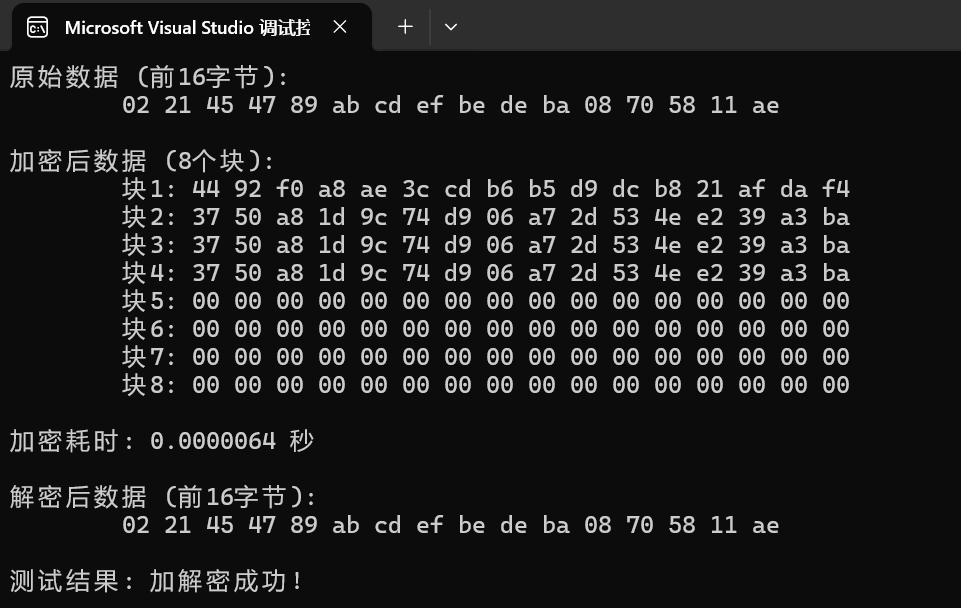 Microsoft Visual Studio 调试控
原始数据 (前16字节):
02 21 45 47 89 ab cd ef be de ba 08 70 58 11 ae
加密后数据 (8个块):
块1: 44 92 f0 a8 ae 3c cd b6 b5 d9 dc b8 21 af da f4
块2: 37 50 a8 1d 9c 74 d9 06 a7 2d 53 4e e2 39 a3 ba
块3: 37 50 a8 1d 9c 74 d9 06 a7 2d 53 4e e2 39 a3 ba
块4: 37 50 a8 1d 9c 74 d9 06 a7 2d 53 4e e2 39 a3 ba
块5: 00 00 00 00 00 00 00 00 00 00 00 00 00 00 00 00
块6: 00 00 00 00 00 00 00 00 00 00 00 00 00 00 00 00
块7: 00 00 00 00 00 00 00 00 00 00 00 00 00 00 00 00
块8: 00 00 00 00 00 00 00 00 00 00 00 00 00 00 00 00
加密耗时: 0.0000064 秒
解密后数据 (前16字节):
02 21 45 47 89 ab cd ef be de ba 08 70 58 11 ae
测试结果: 加解密成功!